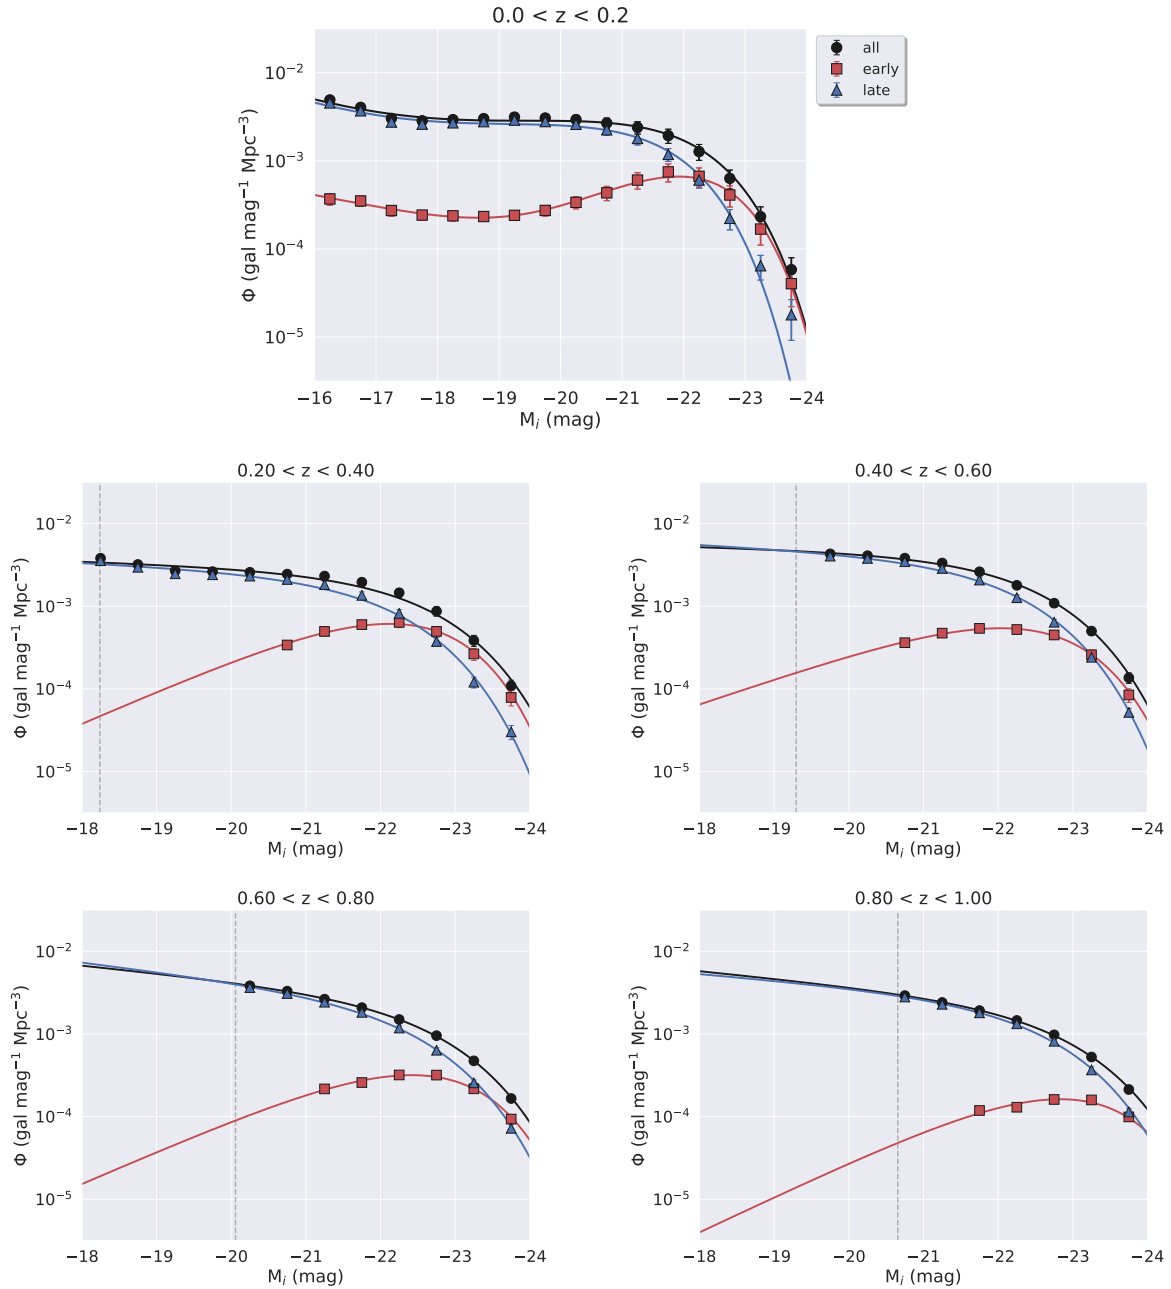 0.0 < z < 0.2
all
early
late
Φ (gal mag⁻¹ Mpc⁻³)
10⁻²
10⁻³
10⁻⁴
10⁻⁵
−16 −17 −18 −19 −20 −21 −22 −23 −24
M_i (mag)
0.20 < z < 0.40
Φ (gal mag⁻¹ Mpc⁻³)
10⁻²
10⁻³
10⁻⁴
10⁻⁵
−18 −19 −20 −21 −22 −23 −24
M_i (mag)
0.40 < z < 0.60
Φ (gal mag⁻¹ Mpc⁻³)
10⁻²
10⁻³
10⁻⁴
10⁻⁵
−18 −19 −20 −21 −22 −23 −24
M_i (mag)
0.60 < z < 0.80
Φ (gal mag⁻¹ Mpc⁻³)
10⁻²
10⁻³
10⁻⁴
10⁻⁵
−18 −19 −20 −21 −22 −23 −24
M_i (mag)
0.80 < z < 1.00
Φ (gal mag⁻¹ Mpc⁻³)
10⁻²
10⁻³
10⁻⁴
10⁻⁵
−18 −19 −20 −21 −22 −23 −24
M_i (mag)